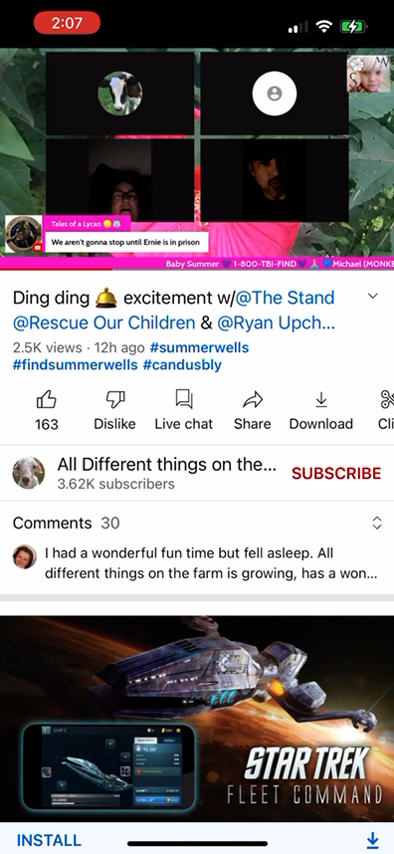 2:07
W
S
Tales of a Lycan
We aren't gonna stop until Ernie is in prison
Baby Summer 💜 1-800-TBI-FIND 💜🙏💙Michael (MONKE
Ding ding 🛎️ excitement w/@The Stand
@Rescue Our Children & @Ryan Upch...
2.5K views · 12h ago #summerwells
#findsummerwells #candusbly
163 Dislike Live chat Share Download Cli
All Different things on the...
3.62K subscribers
SUBSCRIBE
Comments 30
I had a wonderful fun time but fell asleep. All
different things on the farm is growing, has a won...
STAR TREK
FLEET COMMAND
INSTALL